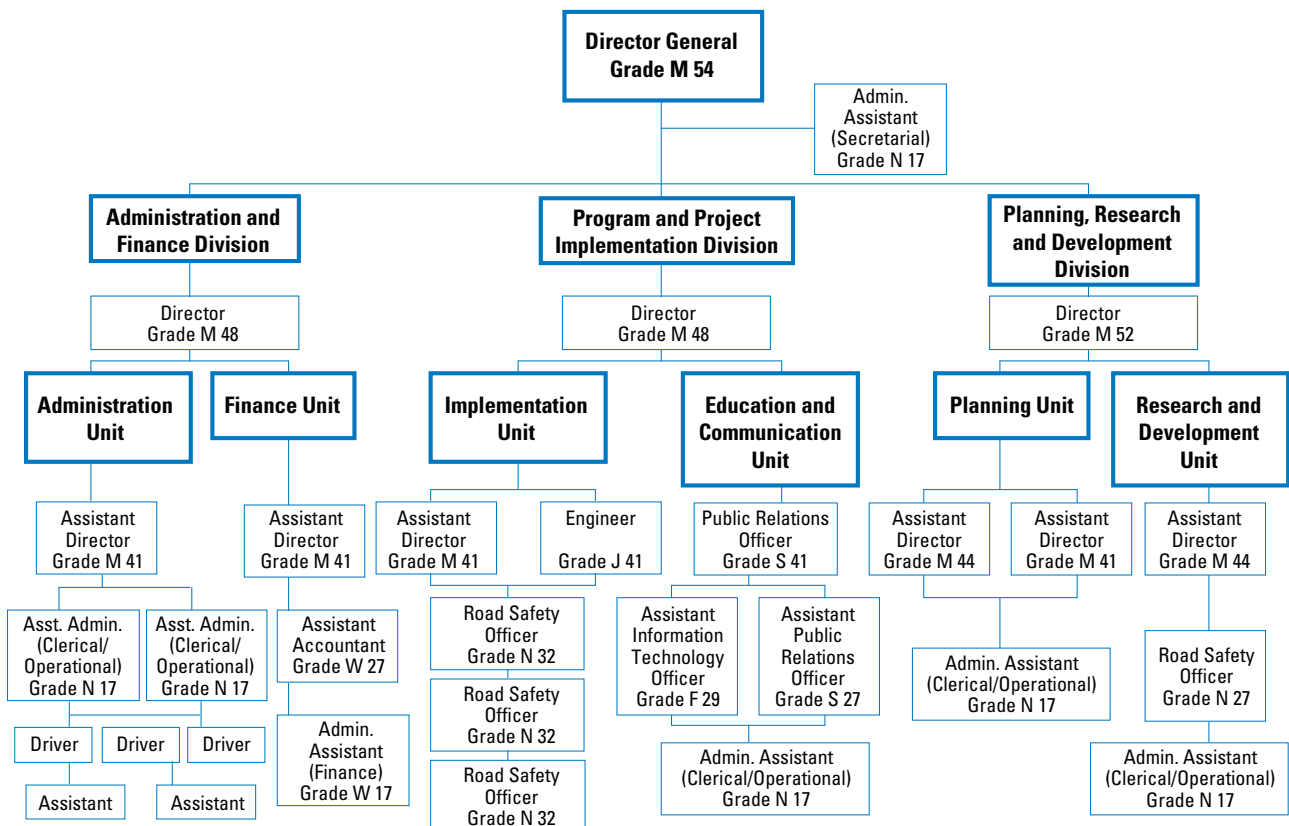 Director General
Grade M 54
Admin.
Assistant
(Secretarial)
Grade N 17
Administration and
Finance Division
Program and Project
Implementation Division
Planning, Research
and Development
Division
Director
Grade M 48
Director
Grade M 48
Director
Grade M 52
Administration
Unit
Finance Unit
Implementation
Unit
Education and
Communication
Unit
Planning Unit
Research and
Development
Unit
Assistant
Director
Grade M 41
Assistant
Director
Grade M 41
Assistant
Director
Grade M 41
Engineer
Grade J 41
Public Relations
Officer
Grade S 41
Assistant
Director
Grade M 44
Assistant
Director
Grade M 41
Assistant
Director
Grade M 44
Asst. Admin.
(Clerical/
Operational)
Grade N 17
Asst. Admin.
(Clerical/
Operational)
Grade N 17
Assistant
Accountant
Grade W 27
Road Safety
Officer
Grade N 32
Assistant
Information
Technology
Officer
Grade F 29
Assistant
Public
Relations
Officer
Grade S 27
Admin. Assistant
(Clerical/Operational)
Grade N 17
Road Safety
Officer
Grade N 27
Driver
Driver
Driver
Admin.
Assistant
(Finance)
Grade W 17
Road Safety
Officer
Grade N 32
Admin. Assistant
(Clerical/Operational)
Grade N 17
Admin. Assistant
(Clerical/Operational)
Grade N 17
Assistant
Assistant
Road Safety
Officer
Grade N 32